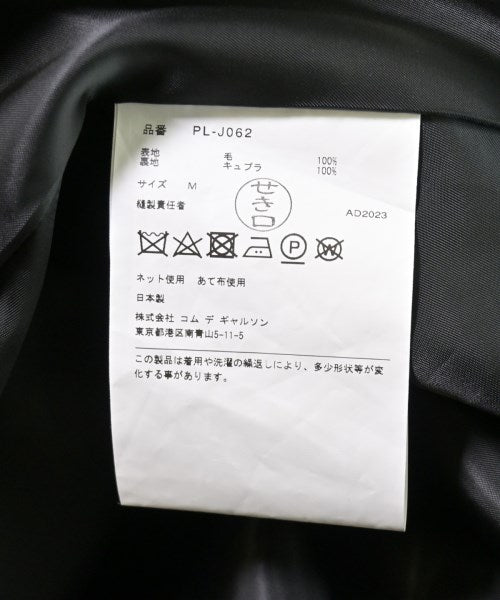 品番 PL-J062
表地 毛 100%
裏地 キュプラ 100%
サイズ M
せき口
縫製責任者 AD2023
P
ネット使用 あて布使用
日本製
株式会社 コム デ ギャルソン
東京都港区南青山5-11-5
この製品は着用や洗濯の繰返しにより、多少形状等が変
化する事があります。